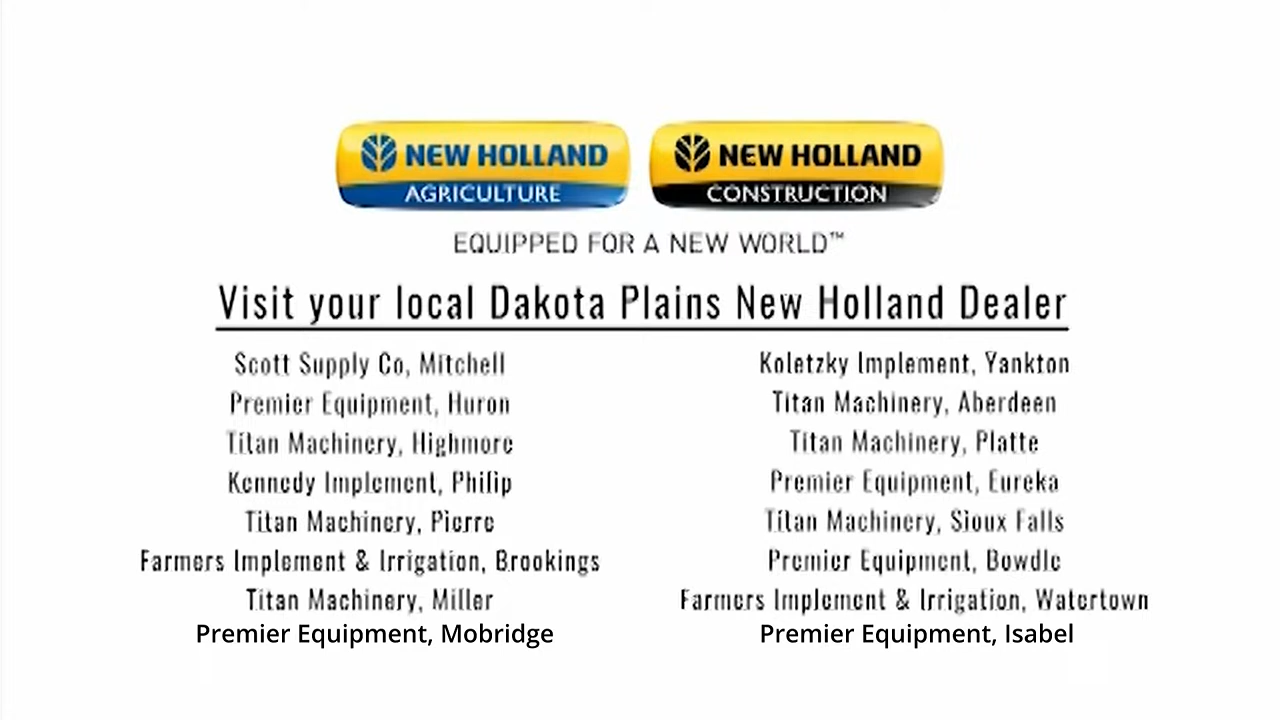 NEW HOLLAND
AGRICULTURE
NEW HOLLAND
CONSTRUCTION
EQUIPPED FOR A NEW WORLD™
Visit your local Dakota Plains New Holland Dealer
Scott Supply Co, Mitchell
Premier Equipment, Huron
Titan Machinery, Highmore
Kennedy Implement, Philip
Titan Machinery, Pierre
Farmers Implement & Irrigation, Brookings
Titan Machinery, Miller
Premier Equipment, Mobridge
Koletzky Implement, Yankton
Titan Machinery, Aberdeen
Titan Machinery, Platte
Premier Equipment, Eureka
Titan Machinery, Sioux Falls
Premier Equipment, Bowdle
Farmers Implement & Irrigation, Watertown
Premier Equipment, Isabel